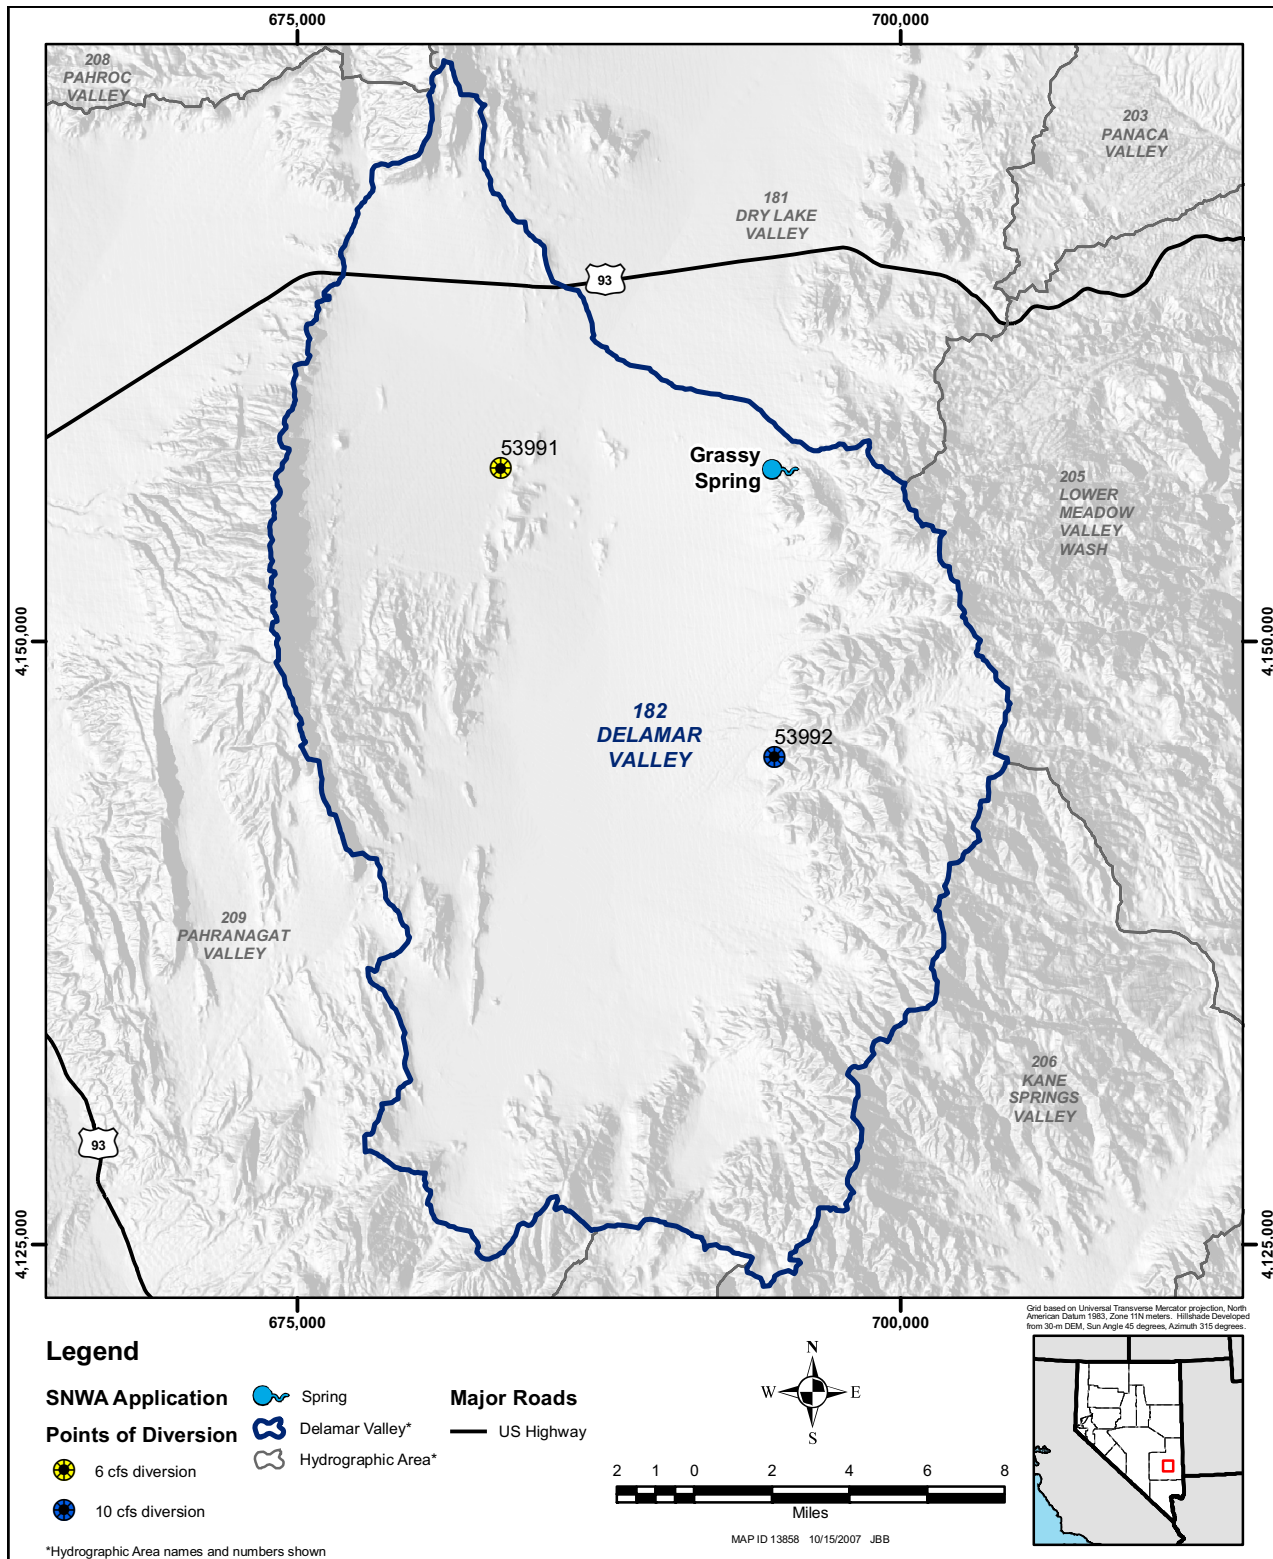 675,000
700,000
208
PAHROC
VALLEY
203
PANACA
VALLEY
181
DRY LAKE
VALLEY
93
53991
Grassy
Spring
205
LOWER
MEADOW
VALLEY
WASH
4,150,000
4,150,000
182
DELAMAR
VALLEY
53992
209
PAHRANAGAT
VALLEY
206
KANE
SPRINGS
VALLEY
93
4,125,000
4,125,000
675,000
700,000
Grid based on Universal Transverse Mercator projection, North
American Datum 1983, Zone 11N meters. Hillshade Developed
from 30-m DEM, Sun Angle 45 degrees, Azimuth 315 degrees.
Legend
SNWA Application
Points of Diversion
6 cfs diversion
10 cfs diversion
Spring
Delamar Valley*
Hydrographic Area*
Major Roads
US Highway
N
W
E
S
2 1 0 2 4 6 8
Miles
MAP ID 13858 10/15/2007 JBB
*Hydrographic Area names and numbers shown